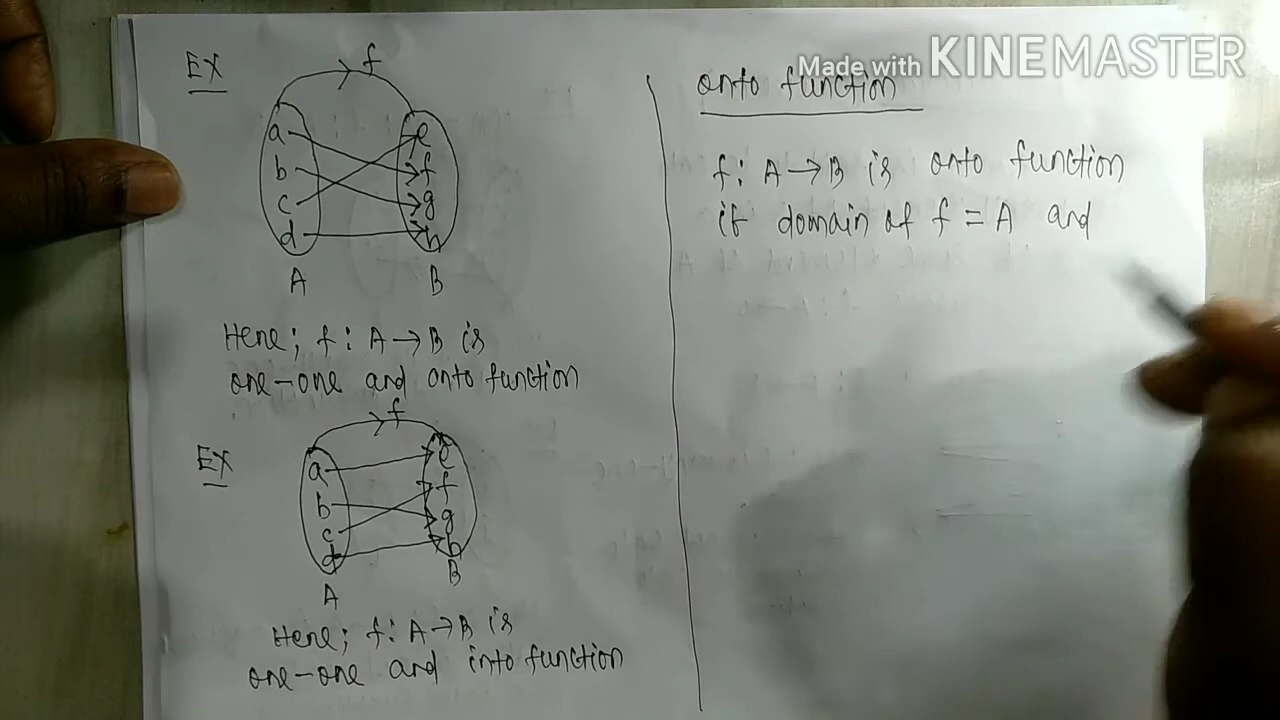 Ex
f
a
b
c
d
e
f
g
h
A
B
Here; f: A → B is
one-one and onto function
Ex
f
a
b
c
d
e
f
g
h
A
B
Here; f: A → B is
one-one and into function
Made with KINEMASTER
onto function
f: A → B is onto function
if domain of f = A and